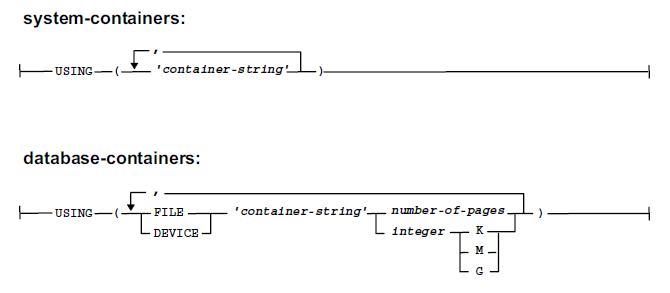 system-containers:
,
USING ( 'container-string' )
database-containers:
,
USING ( FILE 'container-string' number-of-pages )
DEVICE integer K
M
G